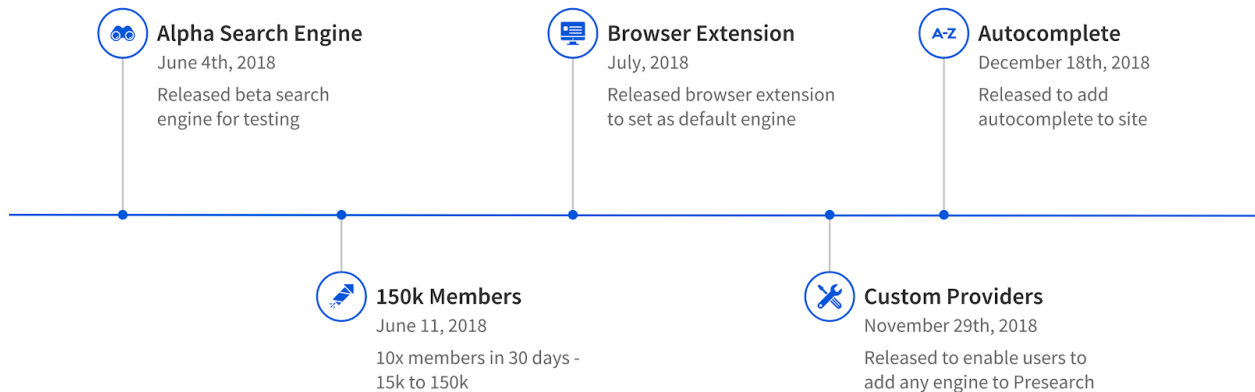 Alpha Search Engine
June 4th, 2018
Released beta search
engine for testing
150k Members
June 11, 2018
10x members in 30 days -
15k to 150k
Browser Extension
July, 2018
Released browser extension
to set as default engine
Custom Providers
November 29th, 2018
Released to enable users to
add any engine to Presearch
A-Z
Autocomplete
December 18th, 2018
Released to add
autocomplete to site